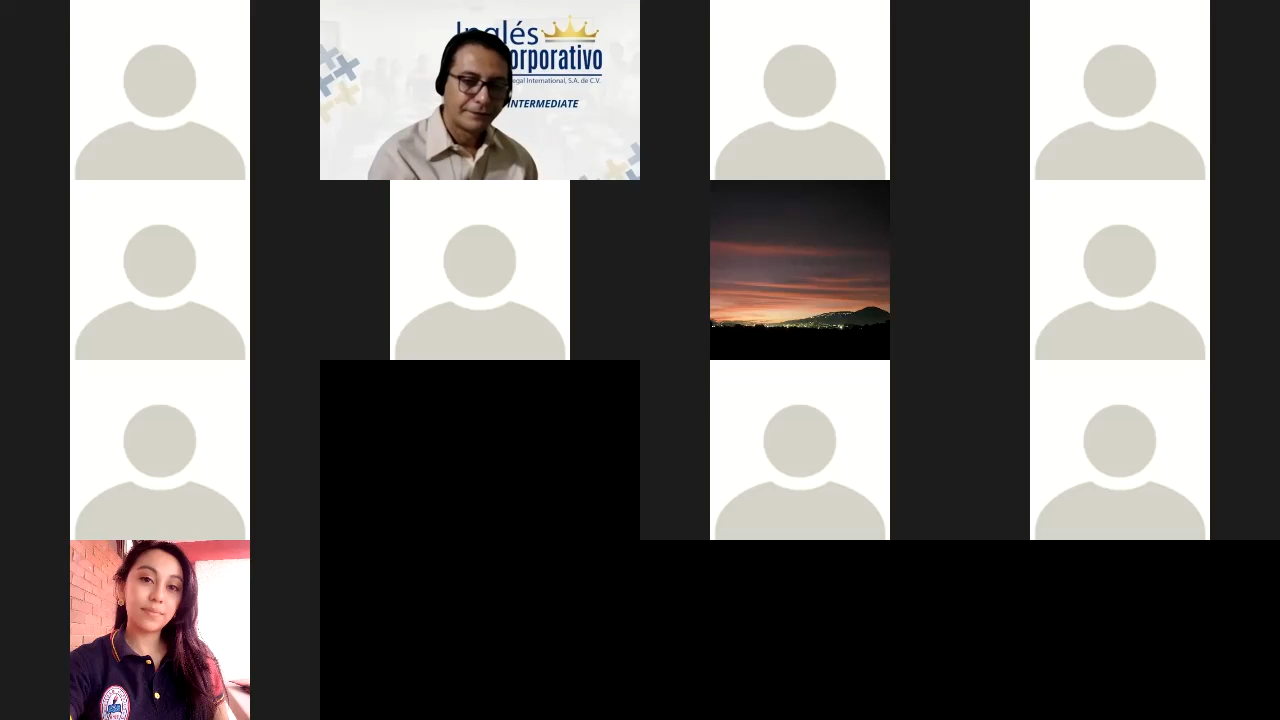 Inglés
orporativo
egal International, S.A. de C.V.
INTERMEDIATE